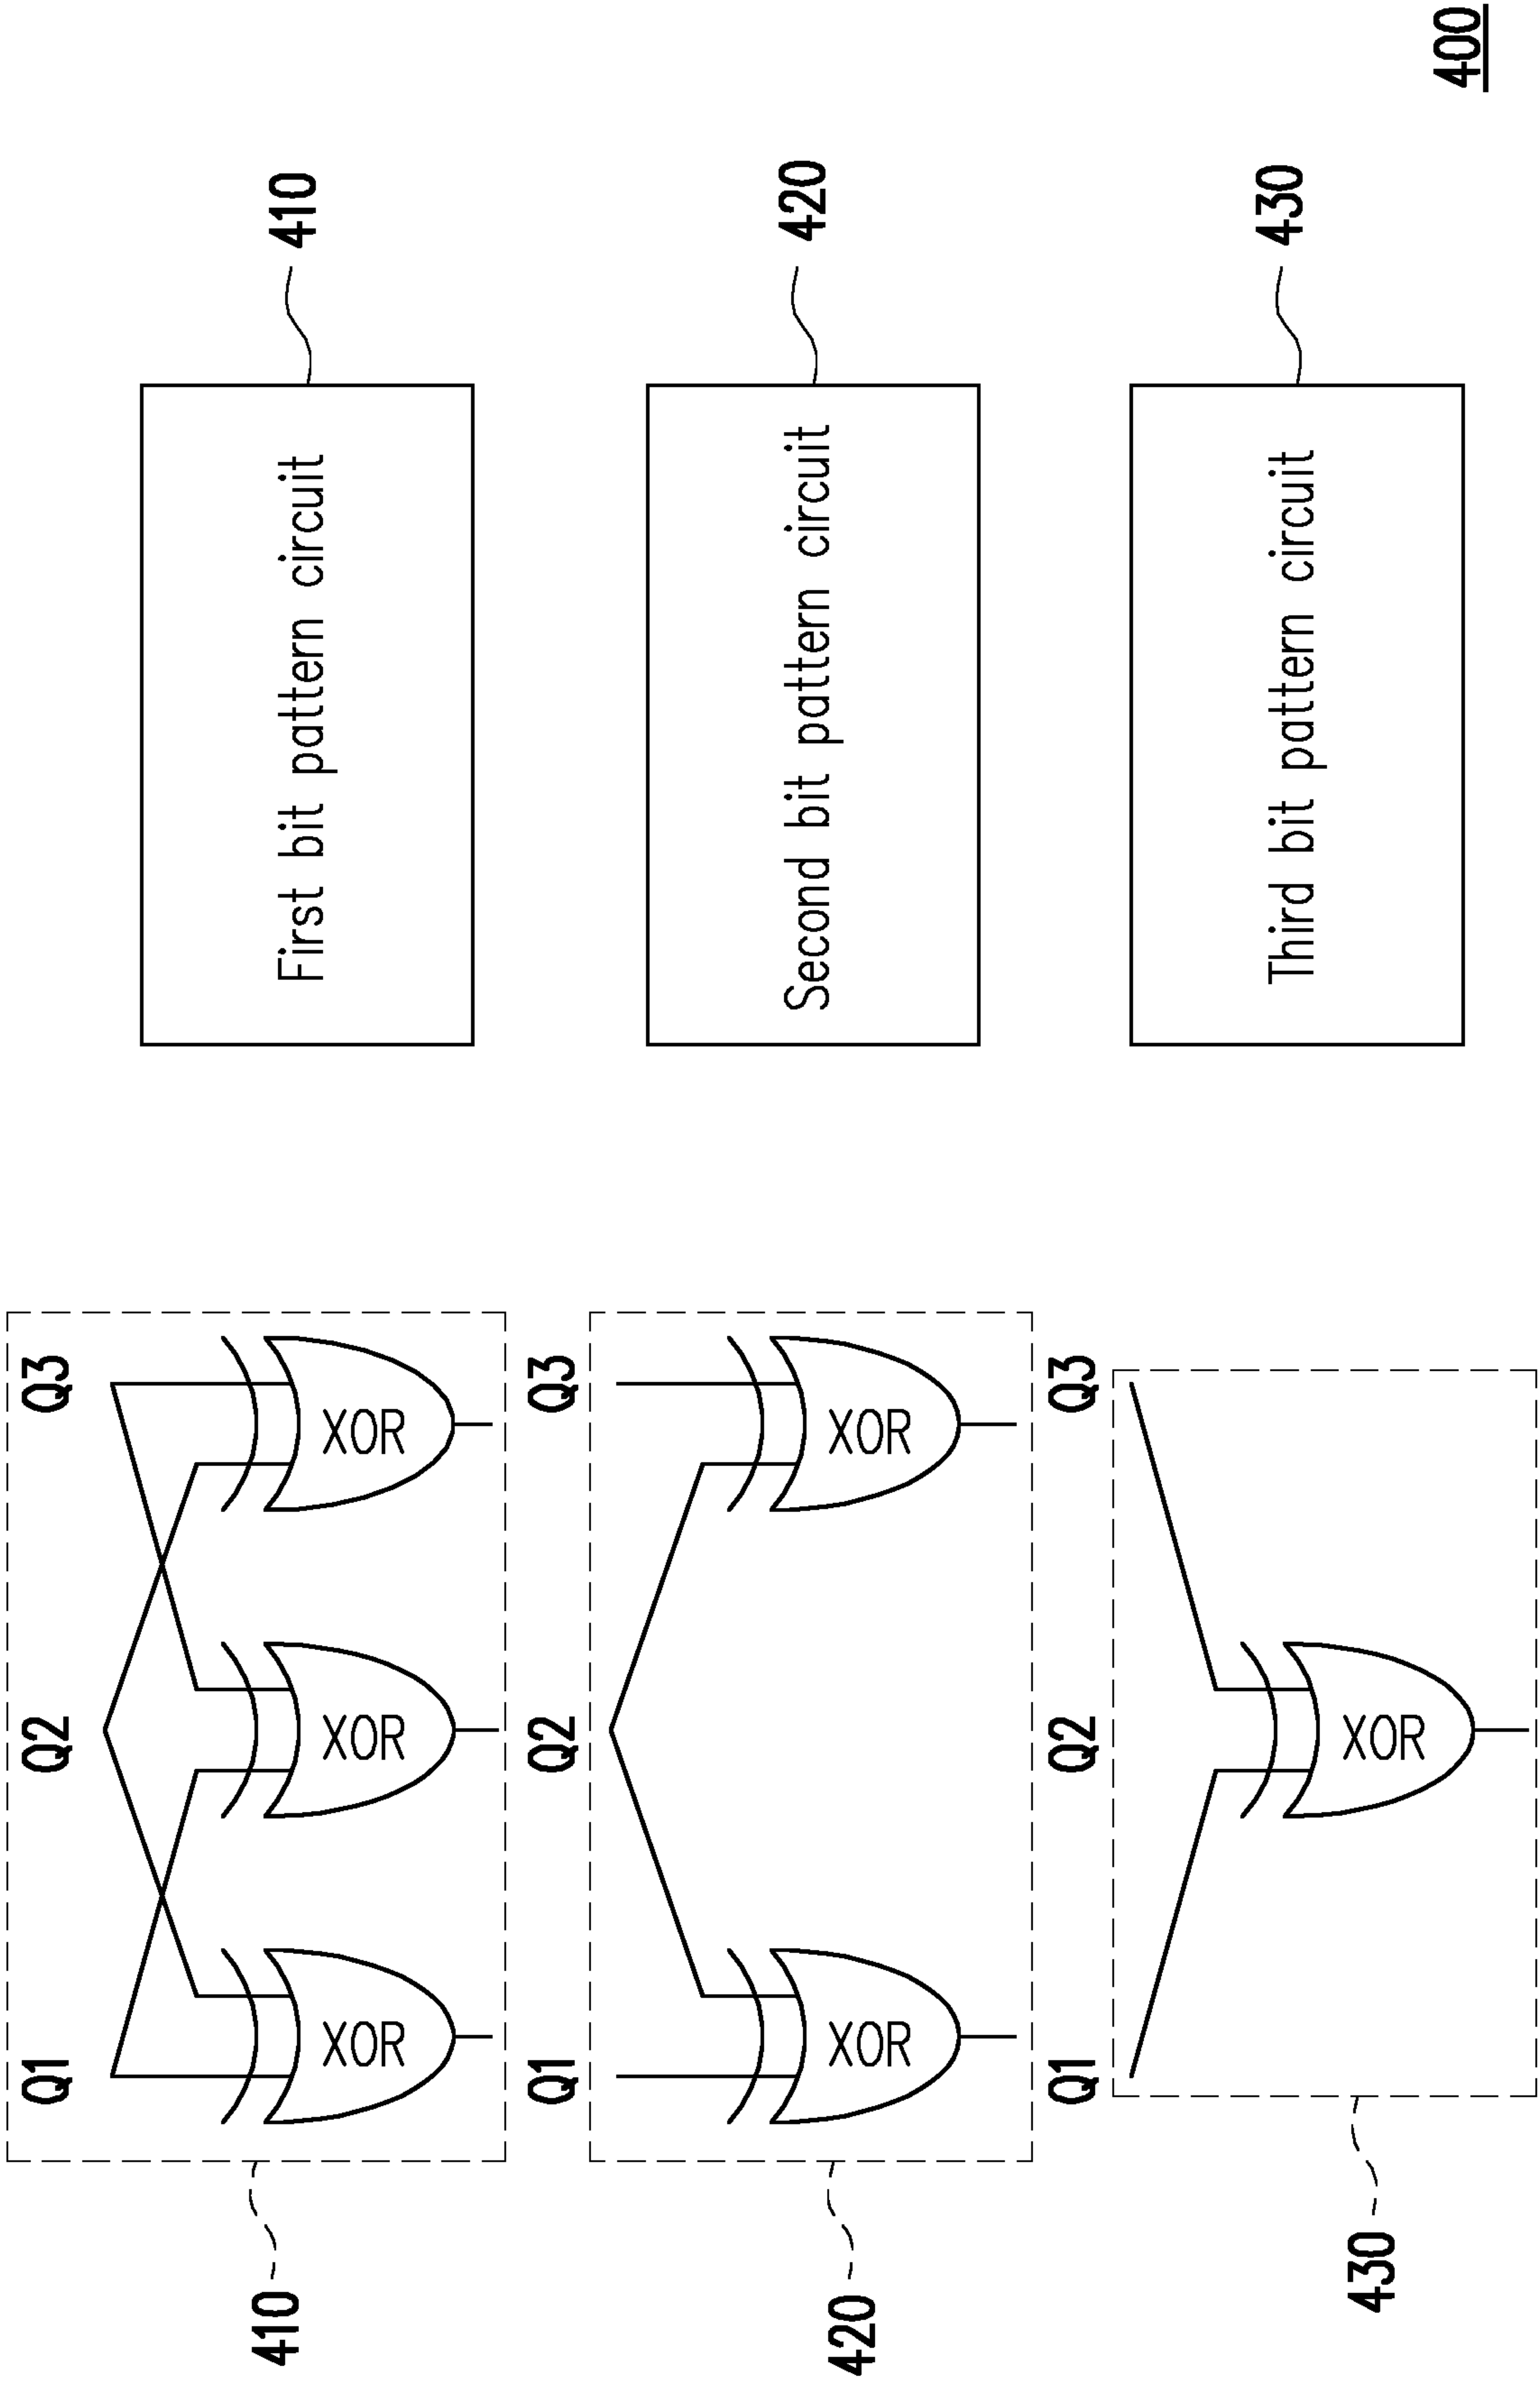 410
Q1 Q2 Q3
XOR XOR XOR
First bit pattern circuit
410
420
Q1 Q2 Q3
XOR XOR
Second bit pattern circuit
420
430
Q1 Q2 Q3
XOR
Third bit pattern circuit
430
400